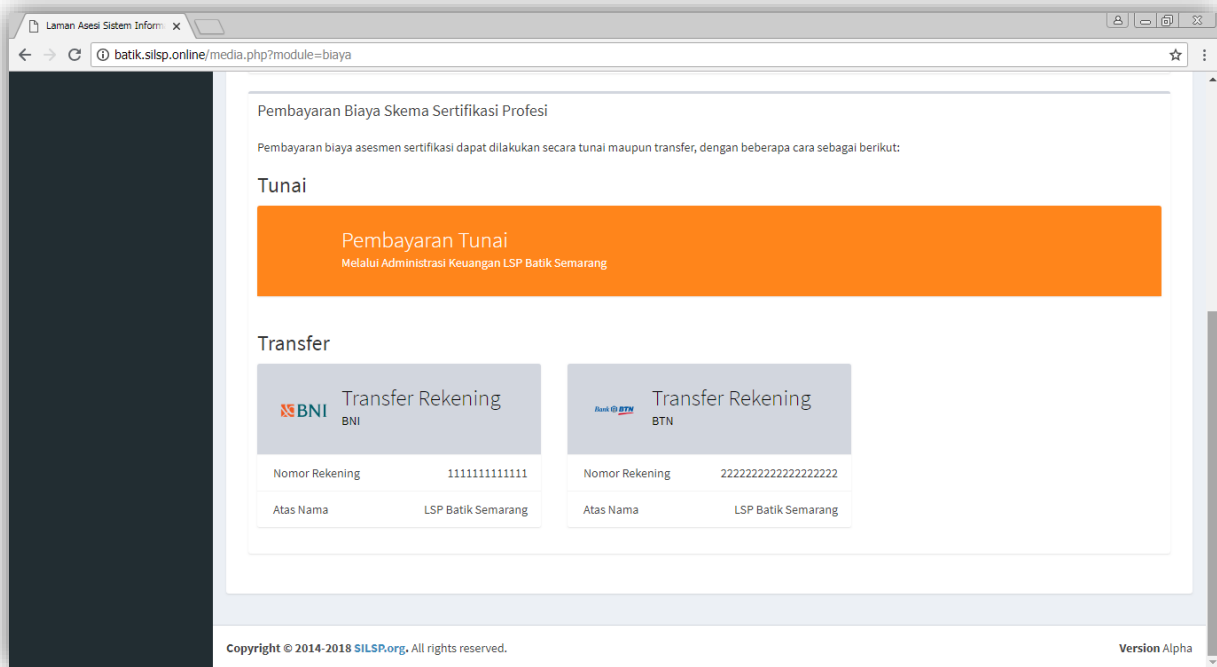 Laman Asesi Sistem Inform
batik.silsp.online/media.php?module=biaya
Pembayaran Biaya Skema Sertifikasi Profesi
Pembayaran biaya asesmen sertifikasi dapat dilakukan secara tunai maupun transfer, dengan beberapa cara sebagai berikut:
Tunai
Pembayaran Tunai
Melalui Administrasi Keuangan LSP Batik Semarang
Transfer
BNI
Transfer Rekening
BNI
Nomor Rekening 1111111111111
Atas Nama LSP Batik Semarang
Bank BTN
Transfer Rekening
BTN
Nomor Rekening 2222222222222222222
Atas Nama LSP Batik Semarang
Copyright © 2014-2018 SILSP.org. All rights reserved.
Version Alpha